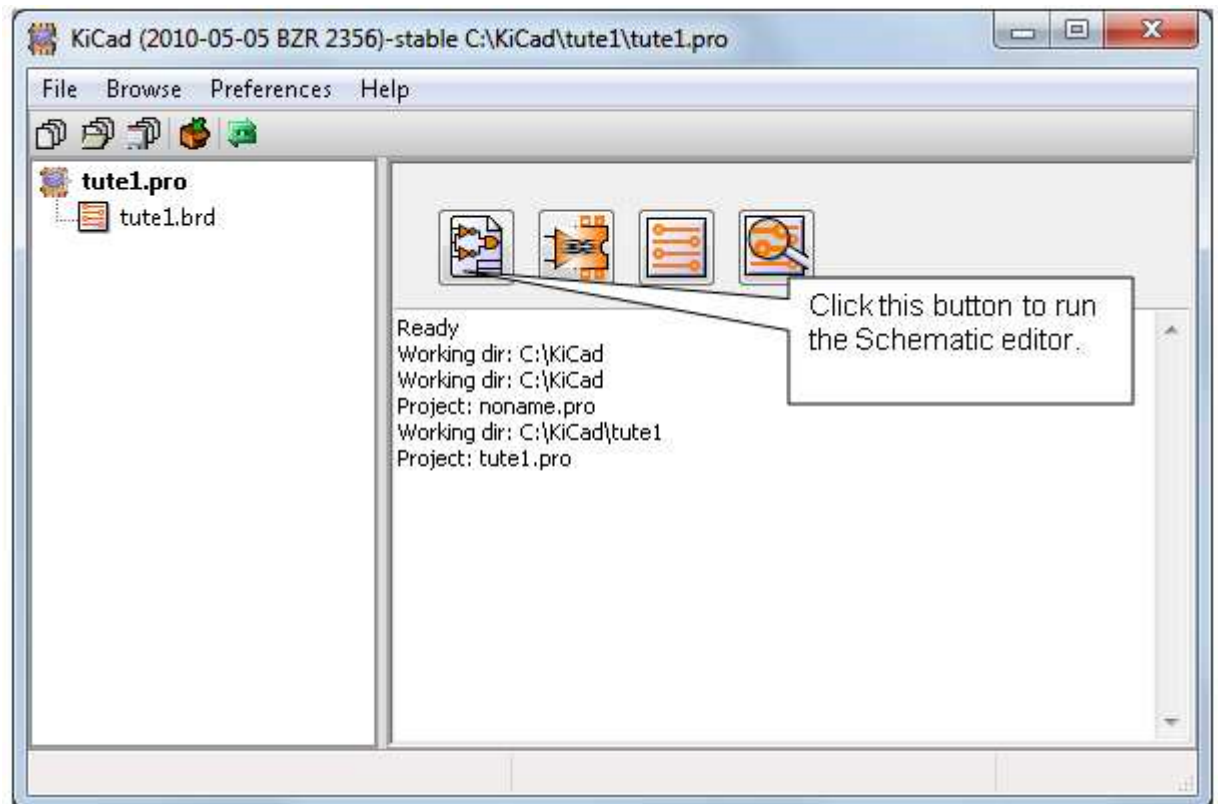 KiCad (2010-05-05 BZR 2356)-stable C:\KiCad\tute1\tute1.pro
File Browse Preferences Help
tute1.pro
tute1.brd
Click this button to run
the Schematic editor.
Ready
Working dir: C:\KiCad
Working dir: C:\KiCad
Project: noname.pro
Working dir: C:\KiCad\tute1
Project: tute1.pro